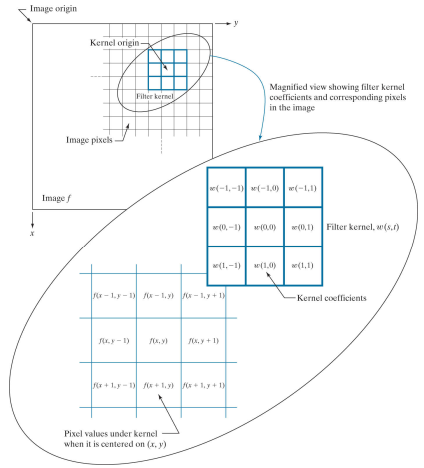 Image origin
y
Kernel origin
Filter kernel
Magnified view showing filter kernel
coefficients and corresponding pixels
in the image
Image pixels
Image f
x
w(−1,−1) w(−1,0) w(−1,1)
w(0,−1) w(0,0) w(0,1)
Filter kernel, w(s,t)
w(1,−1) w(1,0) w(1,1)
Kernel coefficients
f(x − 1, y − 1) f(x − 1, y) f(x − 1, y + 1)
f(x, y − 1) f(x, y) f(x, y + 1)
f(x + 1, y − 1) f(x + 1, y) f(x + 1, y + 1)
Pixel values under kernel
when it is centered on (x, y)